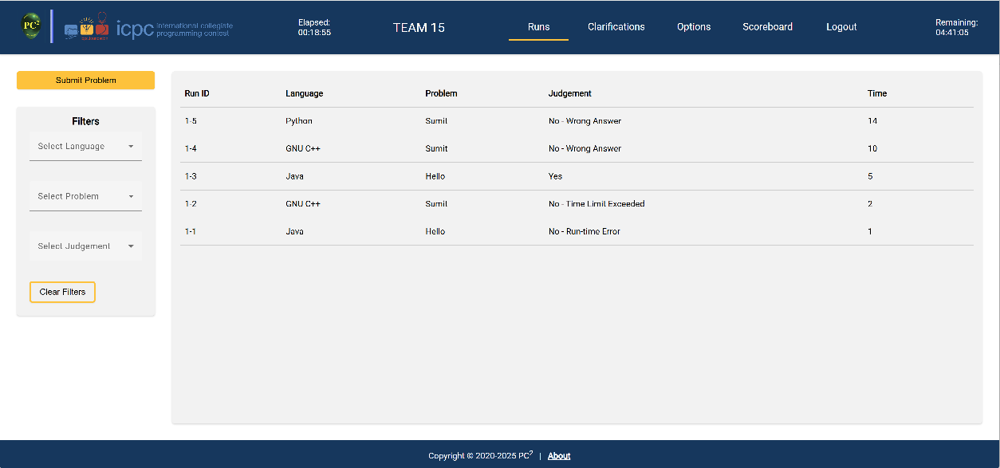 PC2
icpc.foundation
icpc
International collegiate
programming contest
Elapsed:
00:18:55
TEAM 15
Runs
Clarifications
Options
Scoreboard
Logout
Remaining:
04:41:05
Submit Problem
Filters
Select Language
Select Problem
Select Judgement
Clear Filters
Run ID Language Problem Judgement Time
1-5 Python Sumit No - Wrong Answer 14
1-4 GNU C++ Sumit No - Wrong Answer 10
1-3 Java Hello Yes 5
1-2 GNU C++ Sumit No - Time Limit Exceeded 2
1-1 Java Hello No - Run-time Error 1
Copyright © 2020-2025 PC2 | About